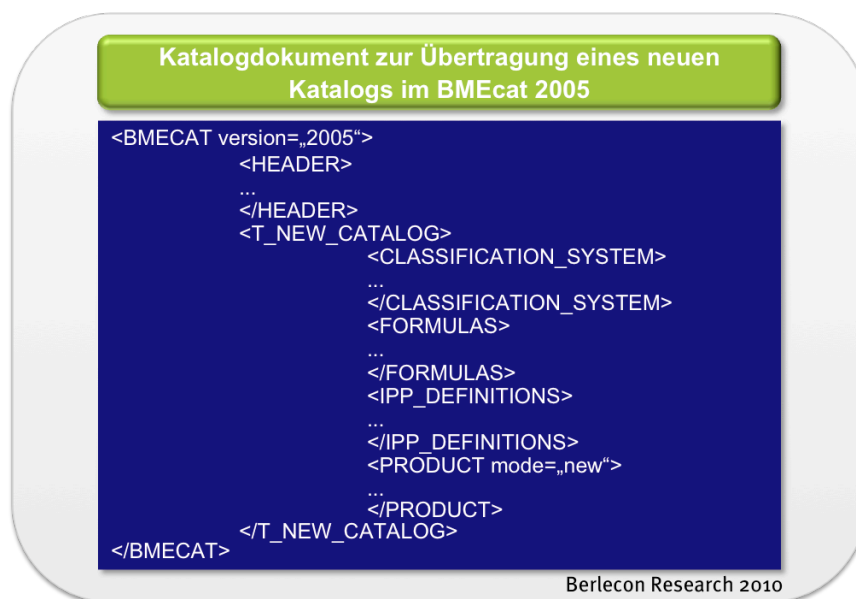 Katalogdokument zur Übertragung eines neuen
Katalogs im BMEcat 2005
<BMECAT version=„2005“>
<HEADER>
...
</HEADER>
<T_NEW_CATALOG>
<CLASSIFICATION_SYSTEM>
...
</CLASSIFICATION_SYSTEM>
<FORMULAS>
...
</FORMULAS>
<IPP_DEFINITIONS>
...
</IPP_DEFINITIONS>
<PRODUCT mode=„new“>
...
</PRODUCT>
</T_NEW_CATALOG>
</BMECAT>
Berlecon Research 2010